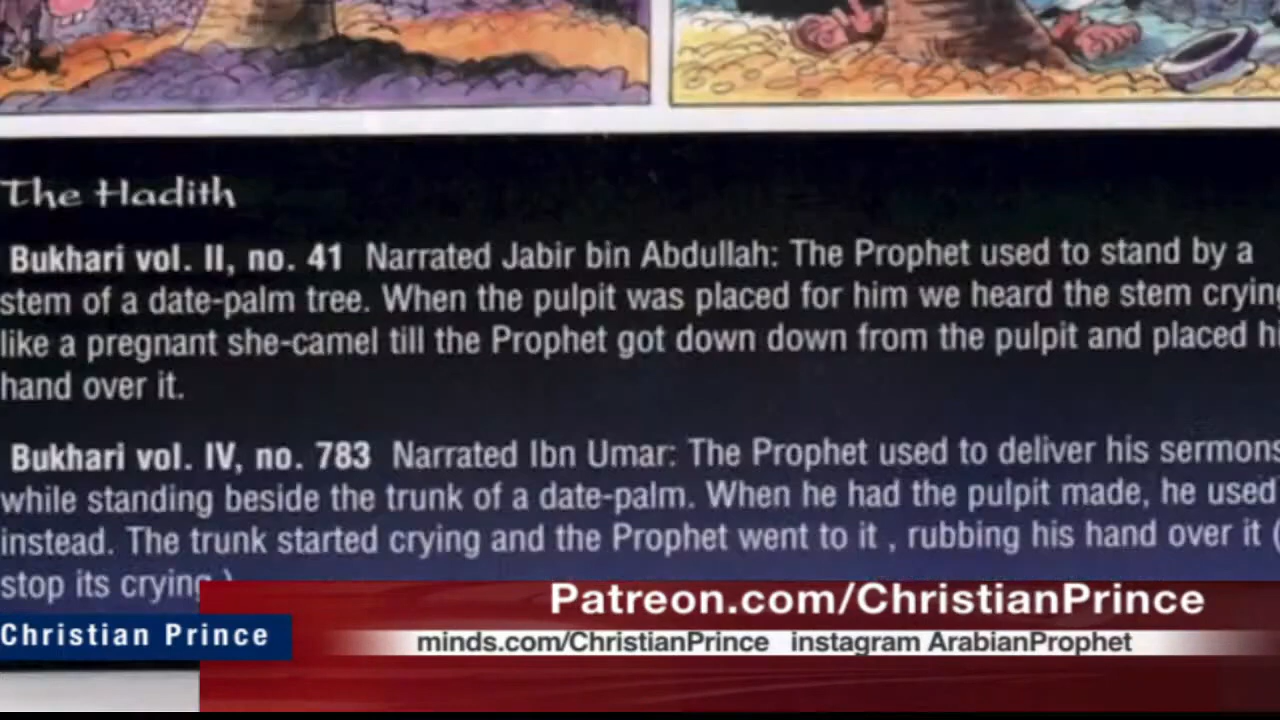 The Hadith
Bukhari vol. II, no. 41 Narrated Jabir bin Abdullah: The Prophet used to stand by a
stem of a date-palm tree. When the pulpit was placed for him we heard the stem crying
like a pregnant she-camel till the Prophet got down down from the pulpit and placed
hand over it.
Bukhari vol. IV, no. 783 Narrated Ibn Umar: The Prophet used to deliver his sermons
while standing beside the trunk of a date-palm. When he had the pulpit made, he used
instead. The trunk started crying and the Prophet went to it , rubbing his hand over it (
stop its crying )
Patreon.com/ChristianPrince
Christian Prince
minds.com/ChristianPrince instagram ArabianProphet